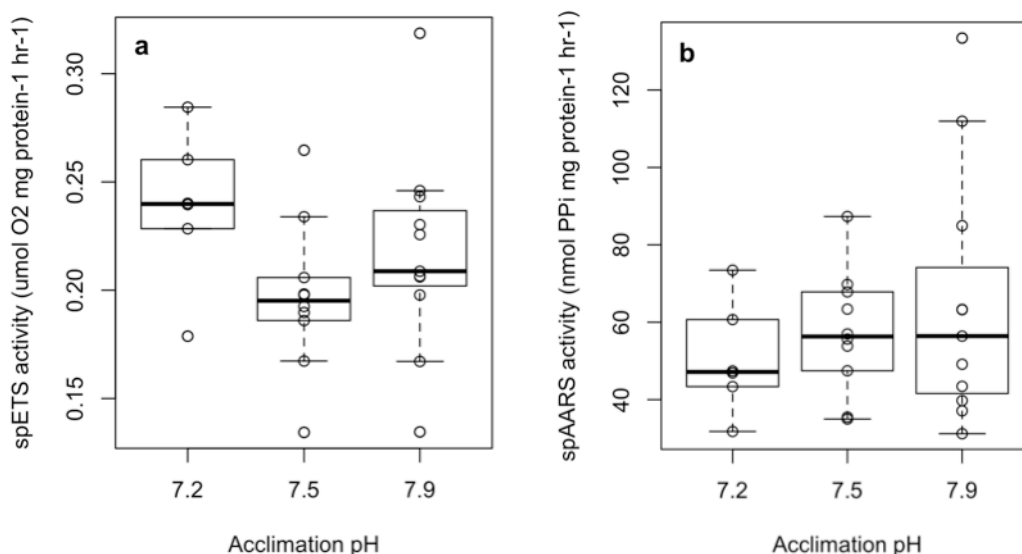 a
spETS activity (umol O2 mg protein-1 hr-1)
0.30
0.25
0.20
0.15
7.2 7.5 7.9
Acclimation pH
b
spAARS activity (nmol PPi mg protein-1 hr-1)
120
100
80
60
40
7.2 7.5 7.9
Acclimation pH